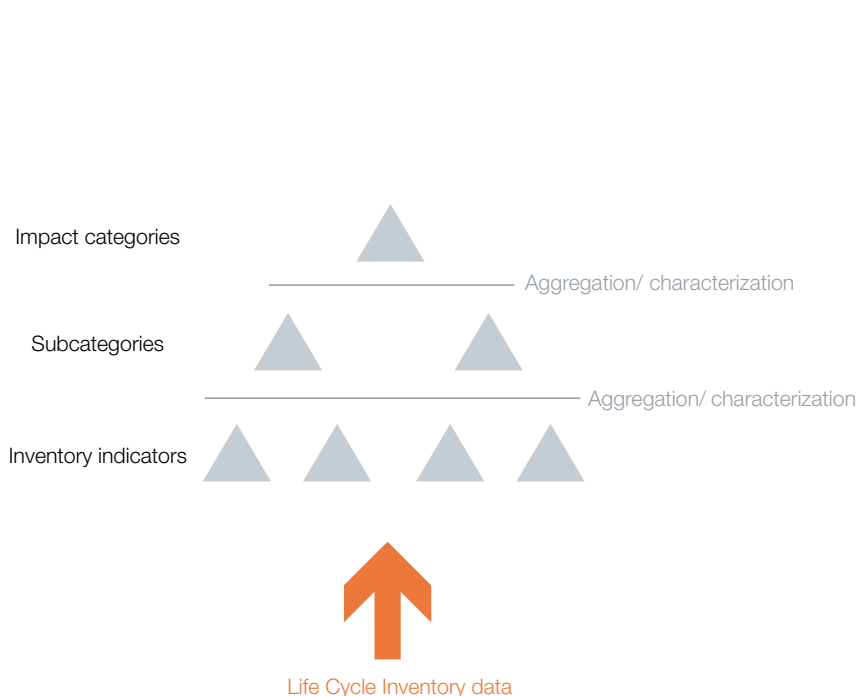 Impact categories
Aggregation/ characterization
Subcategories
Aggregation/ characterization
Inventory indicators
Life Cycle Inventory data